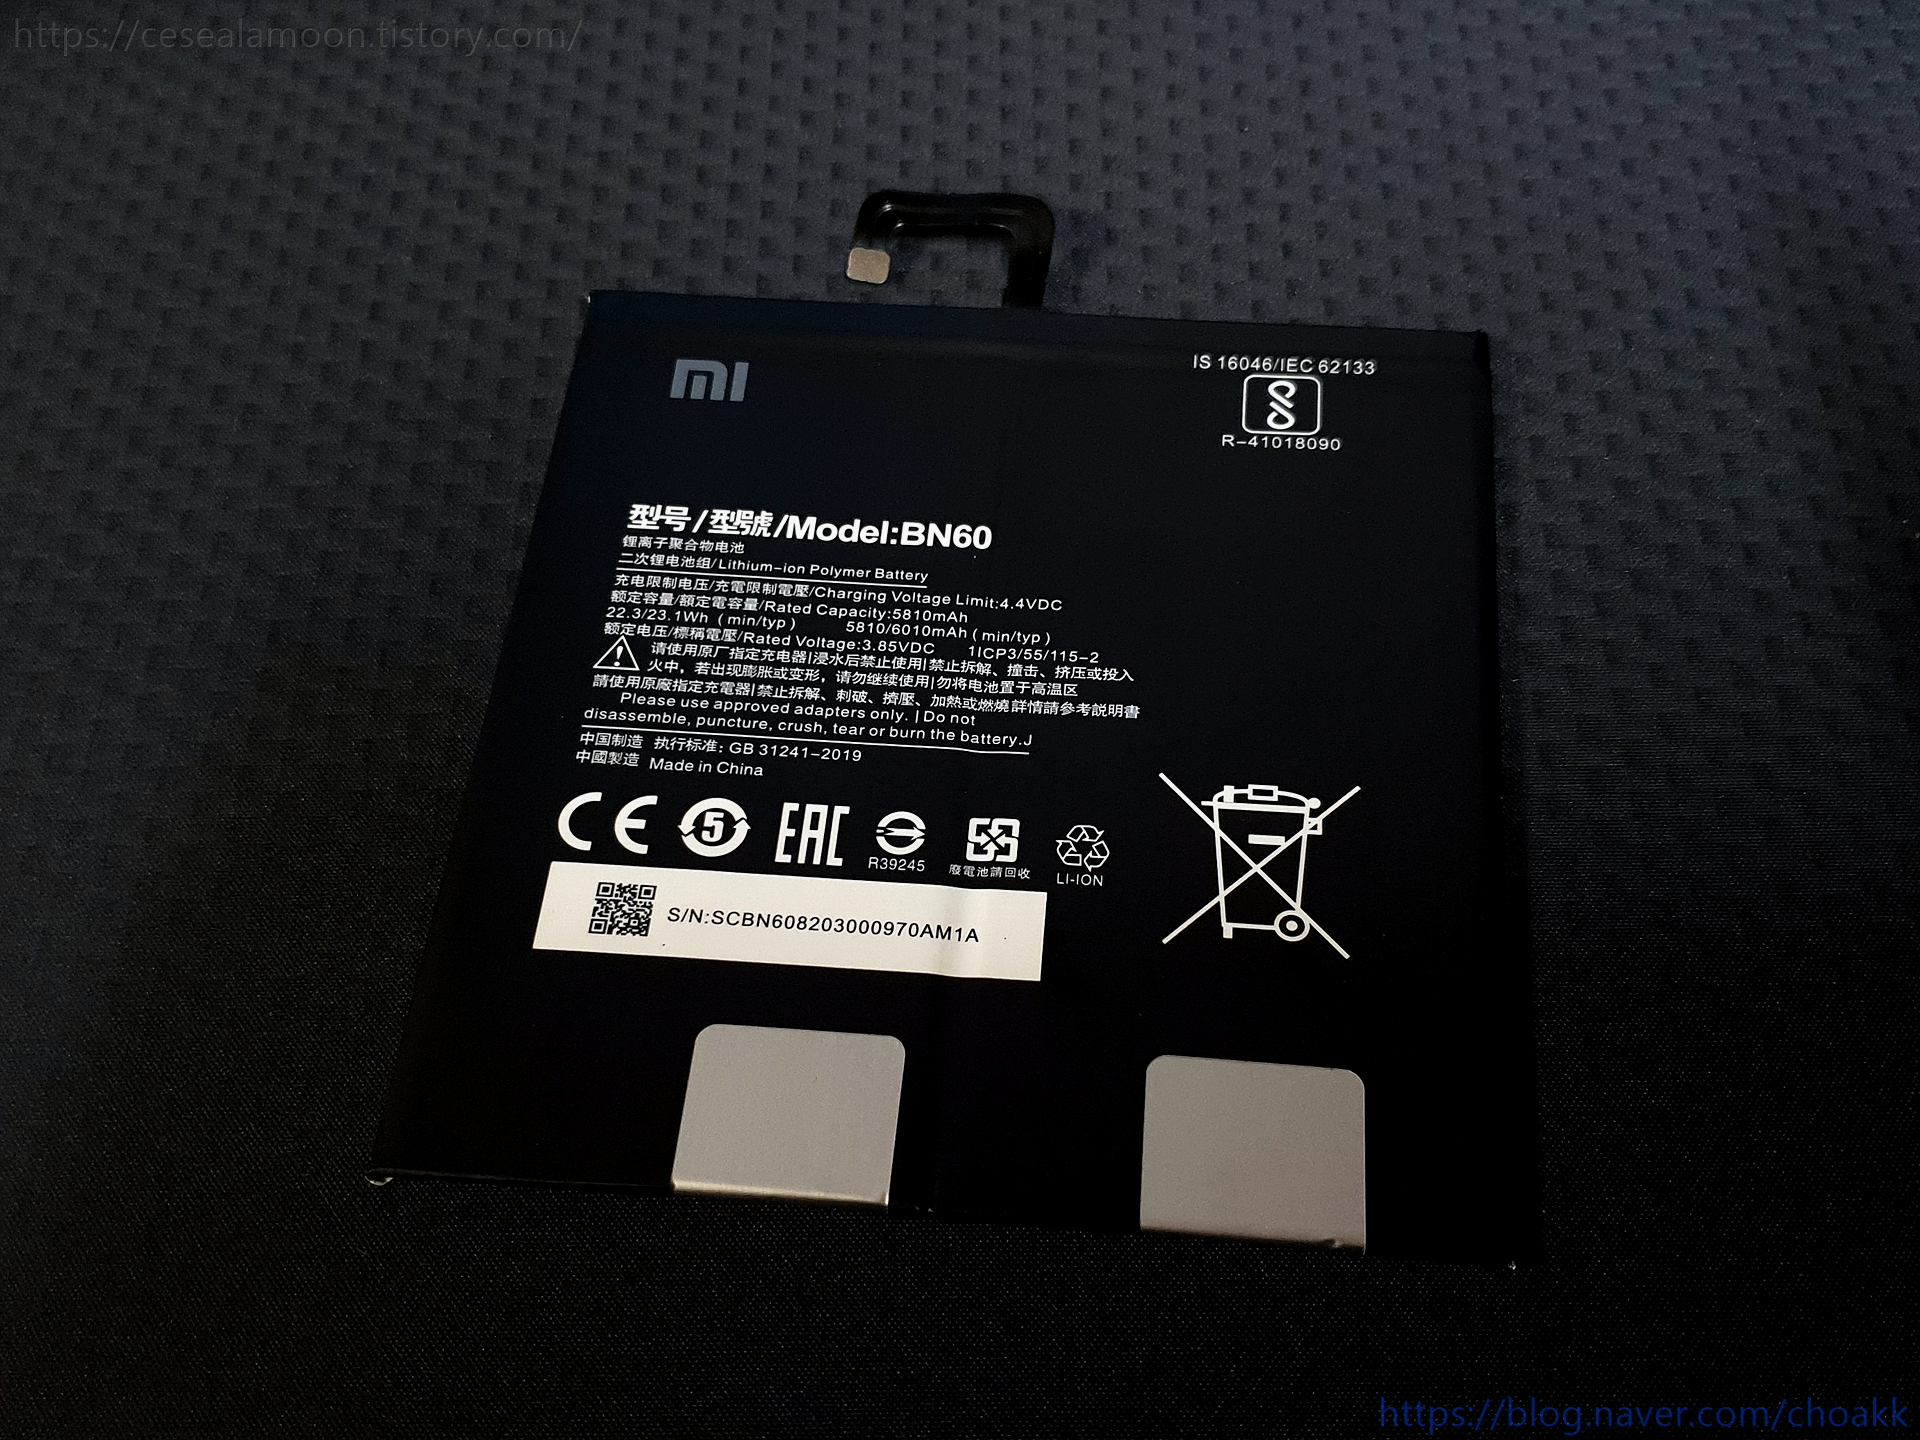 https://cesealamoon.tistory.com/
mi
IS 16046/IEC 62133
R-41018090
型号/型號/Model:BN60
锂离子聚合物电池
二次锂电池组/Lithium-ion Polymer Battery
充电限制电压/充電限制電壓/Charging Voltage Limit:4.4VDC
额定容量/額定電容量/Rated Capacity:5810mAh
22.3/23.1Wh (min/typ) 5810/6010mAh (min/typ)
额定电压/標稱電壓/Rated Voltage:3.85VDC 1ICP3/55/115-2
请使用原厂指定充电器|浸水后禁止使用|禁止拆解、撞击、挤压或投入
火中，若出现膨胀或变形，请勿继续使用|勿将电池置于高温区
請使用原廠指定充電器|禁止拆解、刺破、擠壓、加熱或燃燒詳情請參考説明書
Please use approved adapters only. | Do not
disassemble, puncture, crush, tear or burn the battery.J
中国制造 执行标准: GB 31241-2019
中國製造 Made in China
CE 5 EAC
R39245
廢電池請回收
LI-ION
S/N:SCBN608203000970AM1A
https://blog.naver.com/choakk